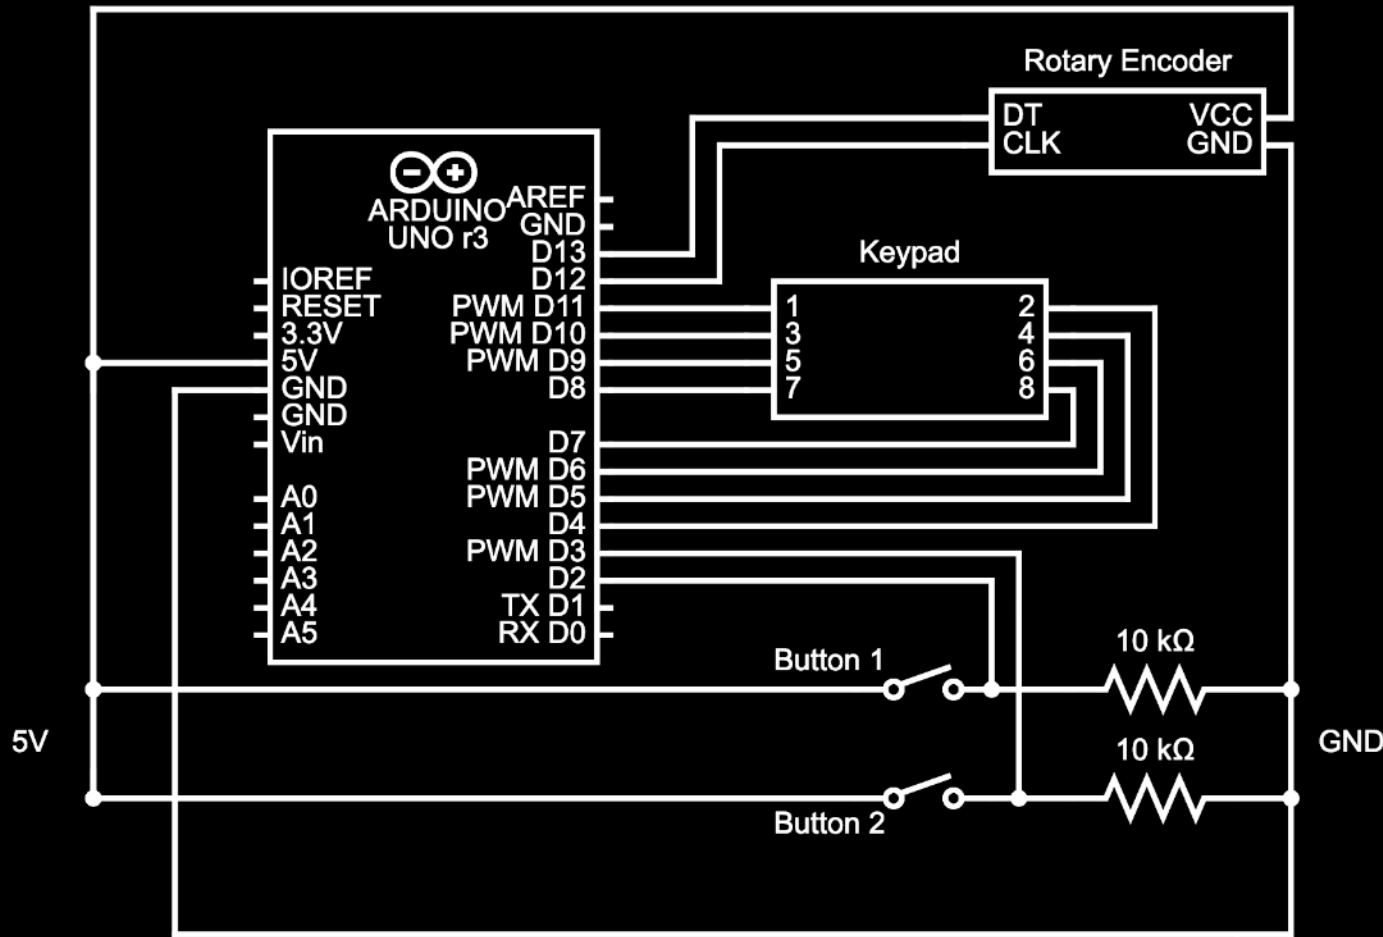 Rotary Encoder
DT VCC
CLK GND
ARDUINO
UNO r3
AREF
GND
D13
IOREF D12
RESET PWM D11
3.3V PWM D10
5V PWM D9
GND D8
GND
Vin D7
PWM D6
A0 PWM D5
A1 D4
A2 PWM D3
A3 D2
A4 TX D1
A5 RX D0
Keypad
1 2
3 4
5 6
7 8
Button 1
10 kΩ
5V
GND
10 kΩ
Button 2